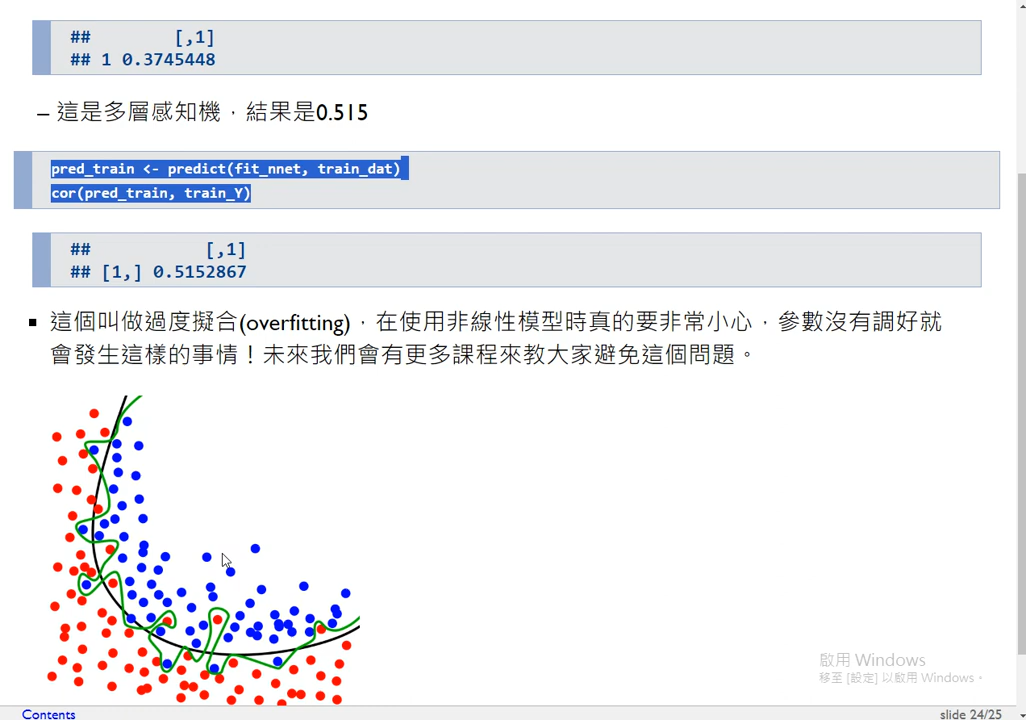 ## [,1]
## 1 0.3745448
– 這是多層感知機，結果是0.515
pred_train <- predict(fit_nnet, train_dat)
cor(pred_train, train_Y)
## [,1]
## [1,] 0.5152867
▪ 這個叫做過度擬合(overfitting)，在使用非線性模型時真的要非常小心，參數沒有調好就
會發生這樣的事情！未來我們會有更多課程來教大家避免這個問題。
啟用 Windows
移至 [設定] 以啟用 Windows。
Contents
slide 24/25